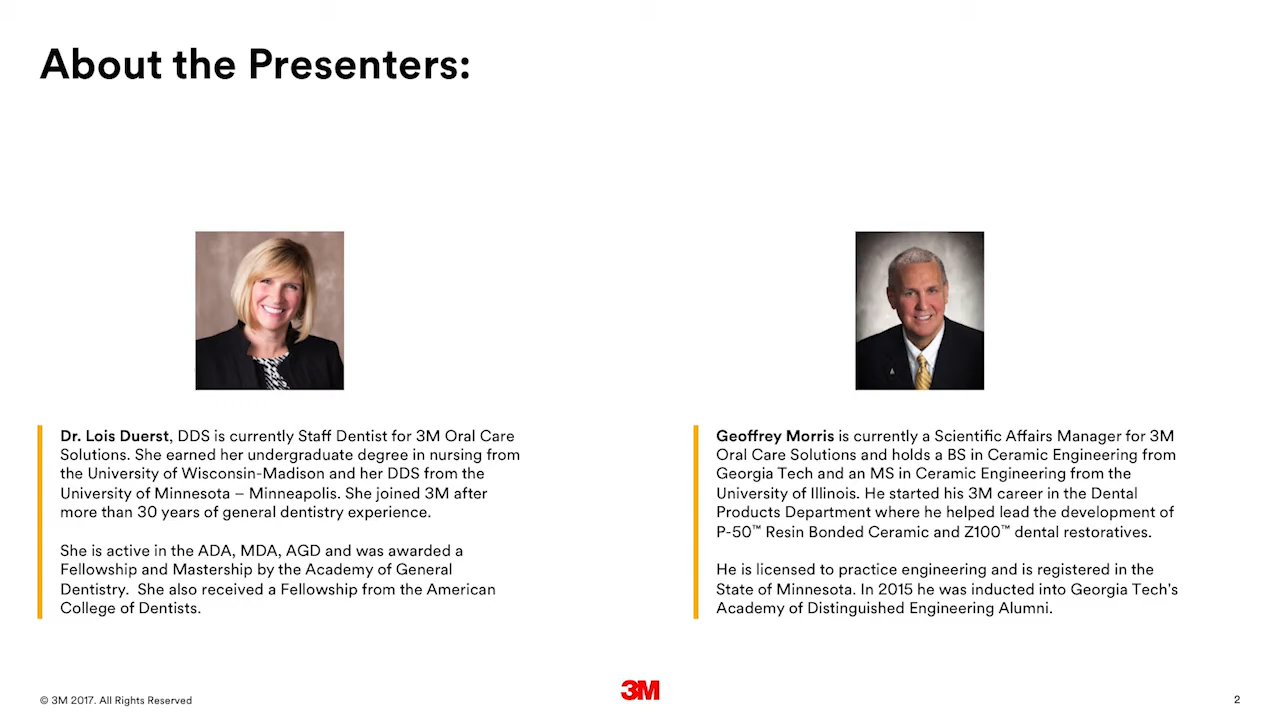 About the Presenters:
Dr. Lois Duerst, DDS is currently Staff Dentist for 3M Oral Care
Solutions. She earned her undergraduate degree in nursing from
the University of Wisconsin-Madison and her DDS from the
University of Minnesota – Minneapolis. She joined 3M after
more than 30 years of general dentistry experience.
She is active in the ADA, MDA, AGD and was awarded a
Fellowship and Mastership by the Academy of General
Dentistry.  She also received a Fellowship from the American
College of Dentists.
Geoffrey Morris is currently a Scientific Affairs Manager for 3M
Oral Care Solutions and holds a BS in Ceramic Engineering from
Georgia Tech and an MS in Ceramic Engineering from the
University of Illinois. He started his 3M career in the Dental
Products Department where he helped lead the development of
P-50™ Resin Bonded Ceramic and Z100™ dental restoratives.
He is licensed to practice engineering and is registered in the
State of Minnesota. In 2015 he was inducted into Georgia Tech's
Academy of Distinguished Engineering Alumni.
© 3M 2017. All Rights Reserved
3M
2